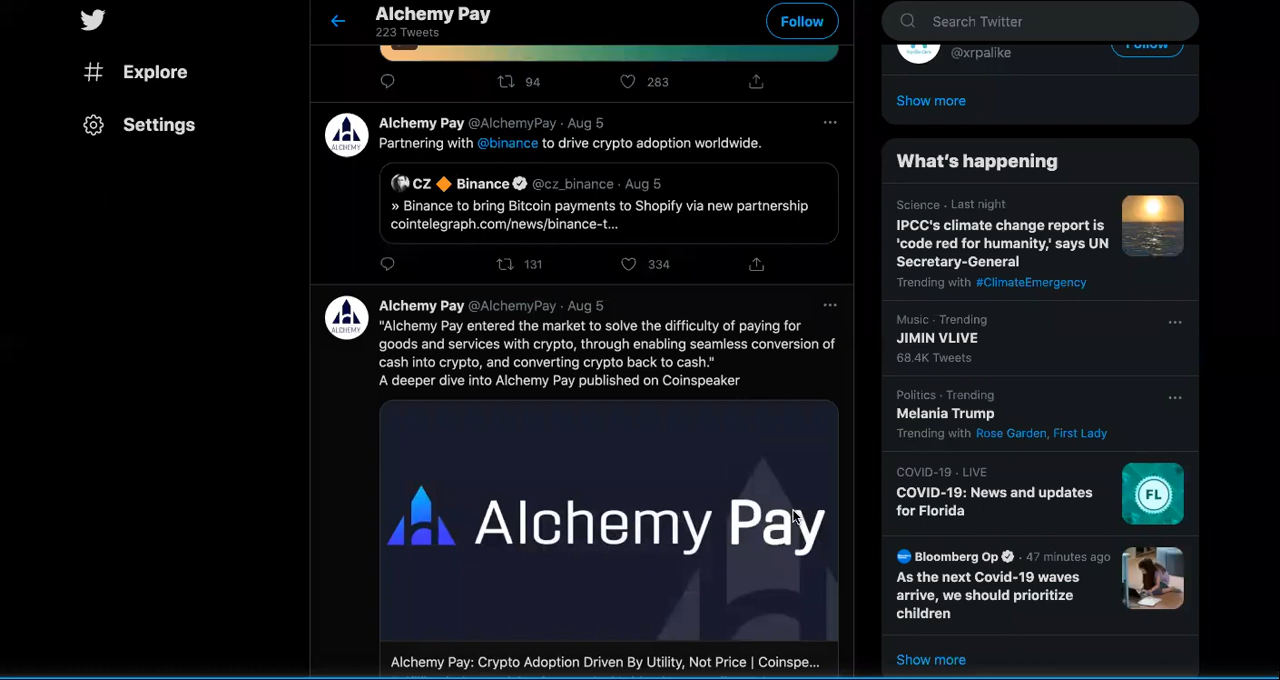 Explore
Settings
Alchemy Pay
223 Tweets
Follow
94
283
Alchemy Pay @AlchemyPay · Aug 5
Partnering with @binance to drive crypto adoption worldwide.
CZ 🔶 Binance @cz_binance · Aug 5
» Binance to bring Bitcoin payments to Shopify via new partnership
cointelegraph.com/news/binance-t...
131
334
ALCHEMY
Alchemy Pay @AlchemyPay · Aug 5
"Alchemy Pay entered the market to solve the difficulty of paying for
goods and services with crypto, through enabling seamless conversion of
cash into crypto, and converting crypto back to cash."
A deeper dive into Alchemy Pay published on Coinspeaker
ALCHEMY
Alchemy Pay
Alchemy Pay: Crypto Adoption Driven By Utility, Not Price | Coinspe...
Search Twitter
@xrpalike
Follow
Show more
What's happening
Science · Last night
IPCC's climate change report is
'code red for humanity,' says UN
Secretary-General
Trending with #ClimateEmergency
Music · Trending
JIMIN VLIVE
68.4K Tweets
Politics · Trending
Melania Trump
Trending with Rose Garden, First Lady
COVID-19 · LIVE
COVID-19: News and updates
for Florida
FL
Bloomberg Op · 47 minutes ago
As the next Covid-19 waves
arrive, we should prioritize
children
Show more